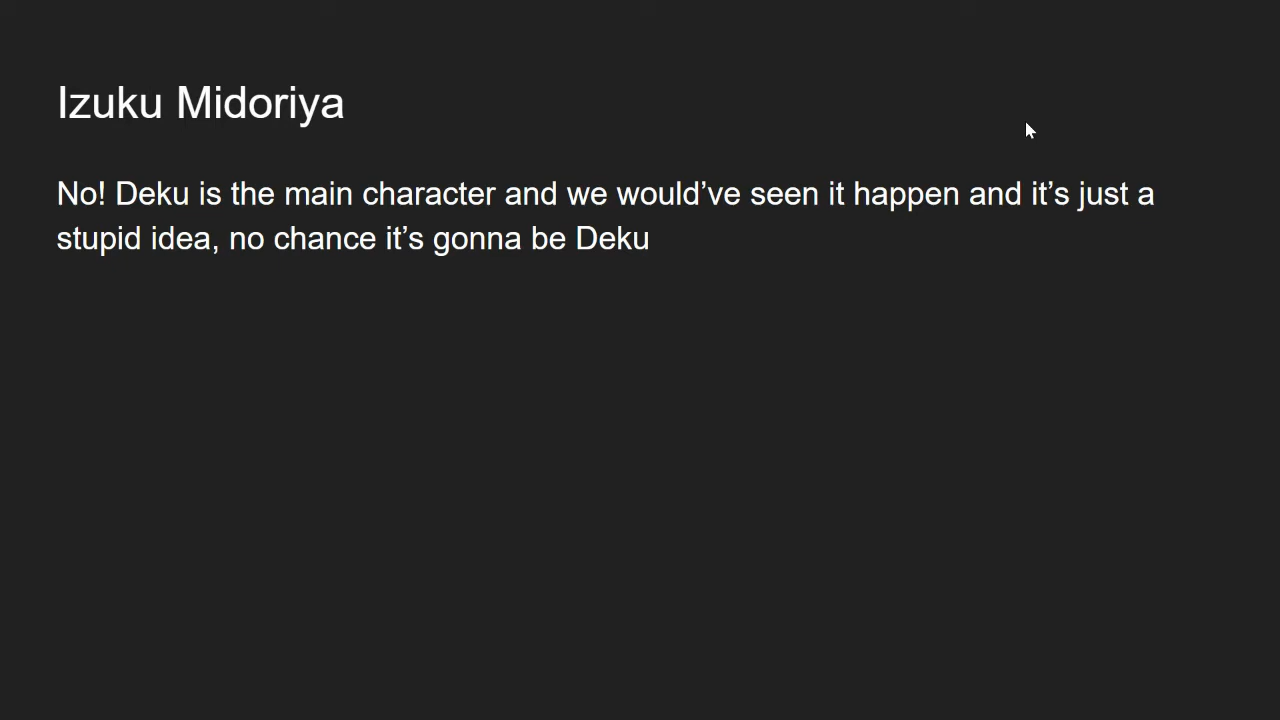 Izuku Midoriya
No! Deku is the main character and we would’ve seen it happen and it’s just a
stupid idea, no chance it’s gonna be Deku